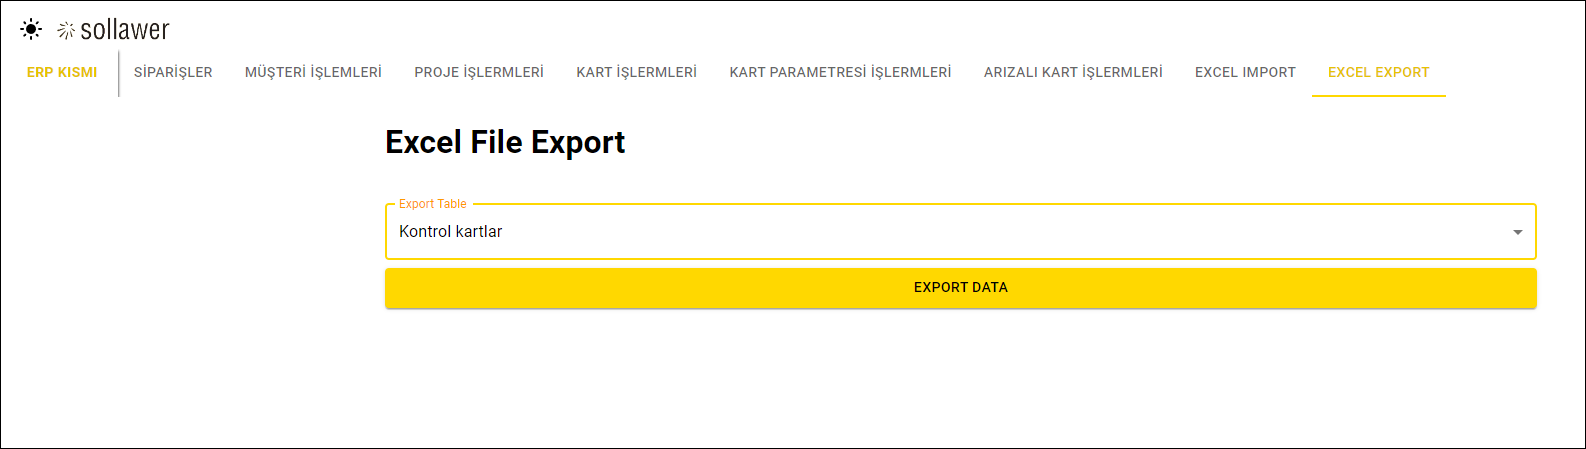 sollawer
ERP KISMI SİPARİŞLER MÜŞTERİ İŞLEMLERİ PROJE İŞLERMLERİ KART İŞLERMLERİ KART PARAMETRESİ İŞLERMLERİ ARIZALI KART İŞLERMLERİ EXCEL IMPORT EXCEL EXPORT
Excel File Export
Export Table
Kontrol kartlar
EXPORT DATA